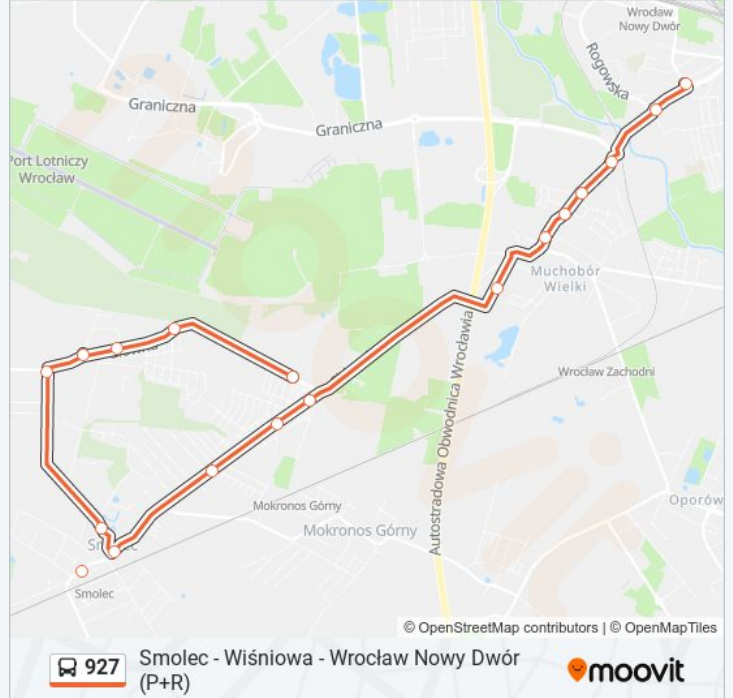 Wrocław
Nowy Dwór
Rogowska
Graniczna
Graniczna
Port Lotniczy
Wrocław
Muchobór
Wielki
Autostradowa Obwodnica Wrocławia
Wrocław Zachodni
Oporów
Mokronos Górny
Mokronos Górny
Smolec
© OpenStreetMap contributors | © OpenMapTiles
927
Smolec - Wiśniowa - Wrocław Nowy Dwór
(P+R)
moovit